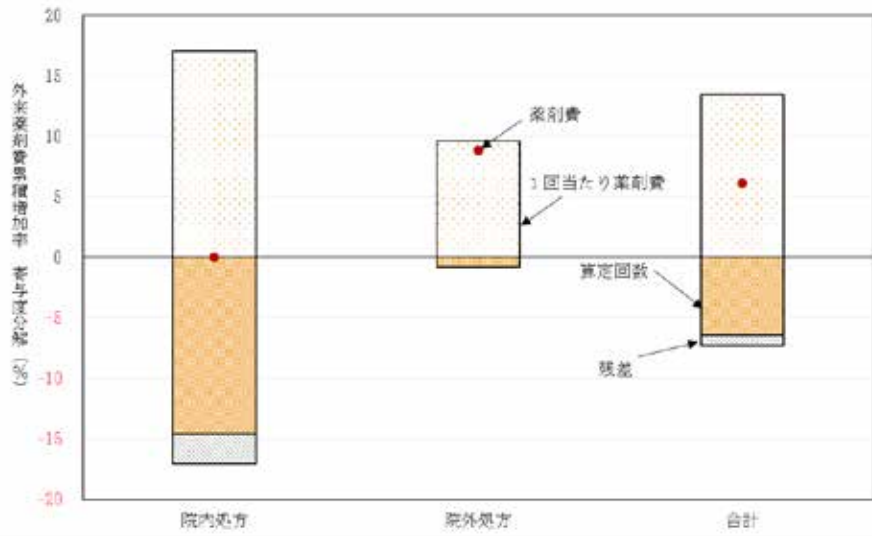 外来薬剤費累積増加率 寄与度分解 (%)
20
15
10
5
0
-5
-10
-15
-20
薬剤費
1回当たり薬剤費
算定回数
残差
院内処方
院外処方
合計